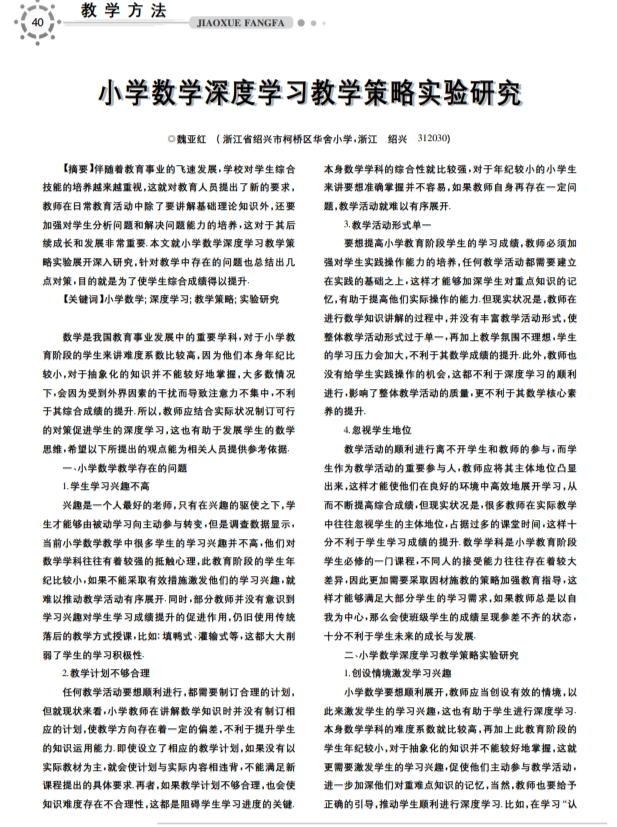 40
教学方法
JIAOXUE FANGFA
小学数学深度学习教学策略实验研究
◎魏亚红 (浙江省绍兴市柯桥区华舍小学,浙江 绍兴 312030)
【摘要】伴随着教育事业的飞速发展,学校对学生综合
技能的培养越来越重视,这就对教育人员提出了新的要求,
教师在日常教育活动中除了要讲解基础理论知识外,还要
加强对学生分析问题和解决问题能力的培养,这对于其后
续成长和发展非常重要.本文就小学数学深度学习教学策
略实验展开深入研究,针对教学中存在的问题也总结出几
点对策,目的就是为了使学生综合成绩得以提升.
【关键词】小学数学;深度学习;教学策略;实验研究
数学是我国教育事业发展中的重要学科,对于小学教
育阶段的学生来讲难度系数比较高,因为他们本身年纪比
较小,对于抽象化的知识并不能较好地掌握,大多数情况
下,会因为受到外界因素的干扰而导致注意力不集中,不利
于其综合成绩的提升.所以,教师应结合实际状况制订可行
的对策促进学生的深度学习,这也有助于发展学生的数学
思维,希望以下所提出的观点能为相关人员提供参考依据.
一、小学数学教学存在的问题
1.学生学习兴趣不高
兴趣是一个人最好的老师,只有在兴趣的驱使之下,学
生才能够由被动学习向主动参与转变,但是调查数据显示,
当前小学数学教学中很多学生的学习兴趣并不高,他们对
数学学科往往有着较强的抵触心理,此教育阶段的学生年
纪比较小,如果不能采取有效措施激发他们的学习兴趣,就
难以推动教学活动有序展开.同时,部分教师并没有意识到
学习兴趣对学生学习成绩提升的促进作用,仍旧使用传统
落后的教学方式授课,比如:填鸭式、灌输式等,这都大大削
弱了学生的学习积极性.
2.教学计划不够合理
任何教学活动要想顺利进行,都需要制订合理的计划,
但就现状来看,小学教师在讲解数学知识时并没有制订相
应的计划,使教学方向存在着一定的偏差,不利于提升学生
的知识运用能力.即使设立了相应的教学计划,如果没有以
实际教材为主,就会使计划与实际内容相违背,不能满足新
课程提出的具体要求.再者,如果教学计划不够合理,也会使
知识难度存在不合理性,这都是阻碍学生学习进度的关键.
本身数学学科的综合性就比较强,对于年纪较小的小学生
来讲要想准确掌握并不容易,如果教师自身再存在一定问
题,教学活动就难以有序展开.
3.教学活动形式单一
要想提高小学教育阶段学生的学习成绩,教师必须加
强对学生实践操作能力的培养,任何教学活动都需要建立
在实践的基础之上,这样才能够加深学生对重点知识的记
忆,有助于提高他们实际操作的能力.但现实状况是,教师在
进行数学知识讲解的过程中,并没有丰富教学活动形式,使
整体教学活动形式过于单一,再加上教学氛围不理想,学生
的学习压力会加大,不利于其数学成绩的提升.此外,教师也
没有给学生实践操作的机会,这都不利于深度学习的顺利
进行,影响了整体教学活动的质量,更不利于其数学核心素
养的提升.
4.忽视学生地位
教学活动的顺利进行离不开学生和教师的参与,而学
生作为教学活动的重要参与人,教师应将其主体地位凸显
出来,这样才能使他们在良好的环境中高效地展开学习,从
而不断提高综合成绩,但现实状况是,很多教师在实际教学
中往往忽视学生的主体地位,占据过多的课堂时间,这样十
分不利于学生学习成绩的提升.数学学科是小学教育阶段
学生必修的一门课程,不同人的接受能力往往存在着较大
差异,因此更加需要采取因材施教的策略加强教育指导,这
样才能够满足大部分学生的学习需求,如果教师总是以自
我为中心,那么会使班级学生的成绩呈现参差不齐的状态,
十分不利于学生未来的成长与发展.
二、小学数学深度学习教学策略实验研究
1.创设情境激发学习兴趣
小学数学要想顺利展开,教师应当创设有效的情境,以
此来激发学生的学习兴趣,这也有助于学生进行深度学习.
本身数学学科的难度系数就比较高,再加上此教育阶段的
学生年纪较小,对于抽象化的知识并不能较好地掌握,这就
更需要激发学生的学习兴趣,促使他们主动参与教学活动,
进一步加深他们对重难点知识的记忆,当然,教师也要给予
正确的引导,推动学生顺利进行深度学习.比如,在学习“认